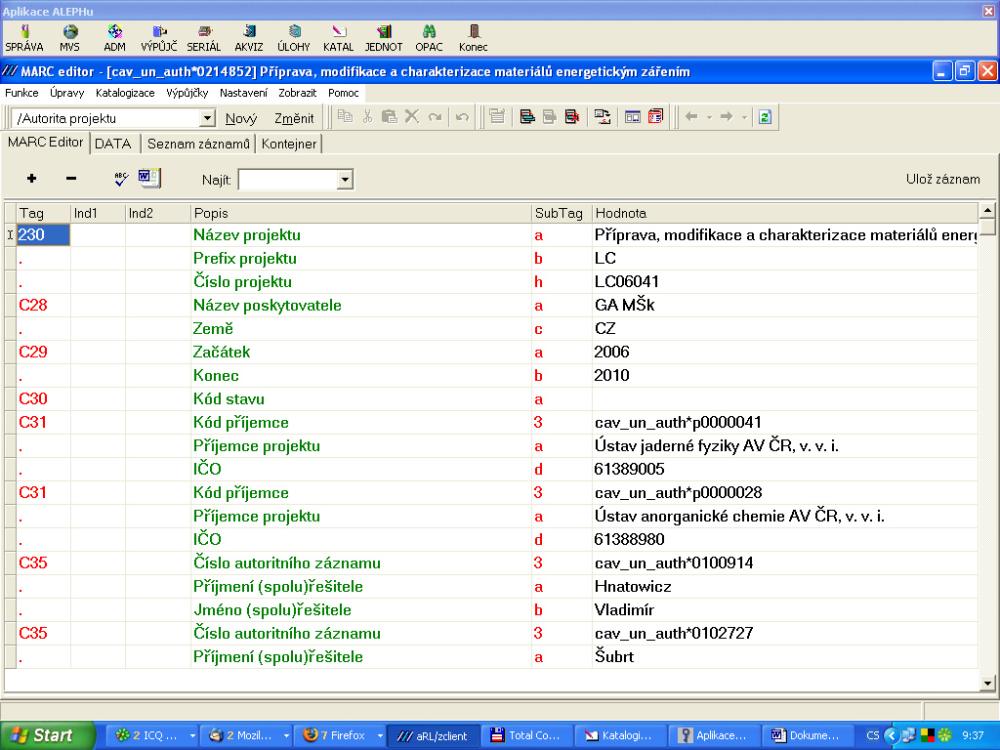 Aplikace ALEPHu
SPRÁVA MVS ADM VÝPŮJČ SERIÁL AKVIZ ÚLOHY KATAL JEDNOT OPAC Konec
MARC editor - [cav_un_auth*0214852] Příprava, modifikace a charakterizace materiálů energetickým zářením
Funkce Úpravy Katalogizace Výpůjčky Nastavení Zobrazit Pomoc
/Autorita projektu Nový Změnit
MARC Editor DATA Seznam záznamů Kontejner
ABC W Najít: Ulož záznam
Tag Ind1 Ind2 Popis SubTag Hodnota
230 Název projektu a Příprava, modifikace a charakterizace materiálů energ
. Prefix projektu b LC
. Číslo projektu h LC06041
C28 Název poskytovatele a GA MŠk
. Země c CZ
C29 Začátek a 2006
. Konec b 2010
C30 Kód stavu a
C31 Kód příjemce 3 cav_un_auth*p0000041
. Příjemce projektu a Ústav jaderné fyziky AV ČR, v. v. i.
. IČO d 61389005
C31 Kód příjemce 3 cav_un_auth*p0000028
. Příjemce projektu a Ústav anorganické chemie AV ČR, v. v. i.
. IČO d 61388980
C35 Číslo autoritního záznamu 3 cav_un_auth*0100914
. Příjmení (spolu)řešitele a Hnatowicz
. Jméno (spolu)řešitele b Vladimír
C35 Číslo autoritního záznamu 3 cav_un_auth*0102727
. Příjmení (spolu)řešitele a Šubrt
Start 2 ICQ ... 2 Mozil... 7 Firefox aRL/zclient Total Co... Katalogi... Aplikace... Dokume... CS 9:37